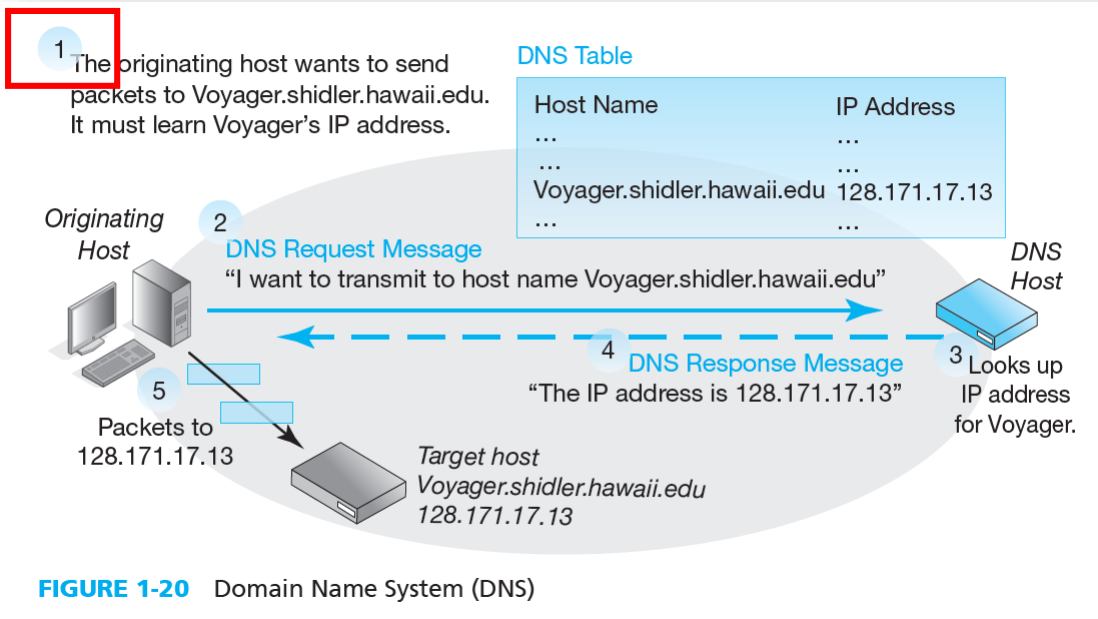 1
The originating host wants to send
packets to Voyager.shidler.hawaii.edu.
It must learn Voyager's IP address.
DNS Table
Host Name IP Address
... ...
... ...
Voyager.shidler.hawaii.edu 128.171.17.13
... ...
Originating
Host
2
DNS Request Message
“I want to transmit to host name Voyager.shidler.hawaii.edu”
DNS
Host
3
Looks up
IP address
for Voyager.
4
DNS Response Message
“The IP address is 128.171.17.13”
5
Packets to
128.171.17.13
Target host
Voyager.shidler.hawaii.edu
128.171.17.13
FIGURE 1-20 Domain Name System (DNS)